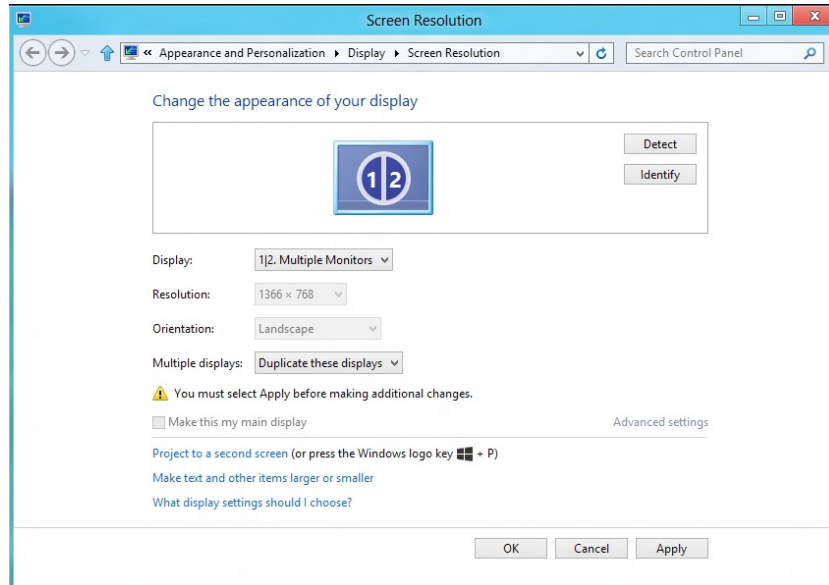 Screen Resolution
« Appearance and Personalization Display Screen Resolution Search Control Panel
Change the appearance of your display
1 2
Detect
Identify
Display: 1|2. Multiple Monitors
Resolution: 1366 × 768
Orientation: Landscape
Multiple displays: Duplicate these displays
You must select Apply before making additional changes.
Make this my main display Advanced settings
Project to a second screen (or press the Windows logo key + P)
Make text and other items larger or smaller
What display settings should I choose?
OK Cancel Apply